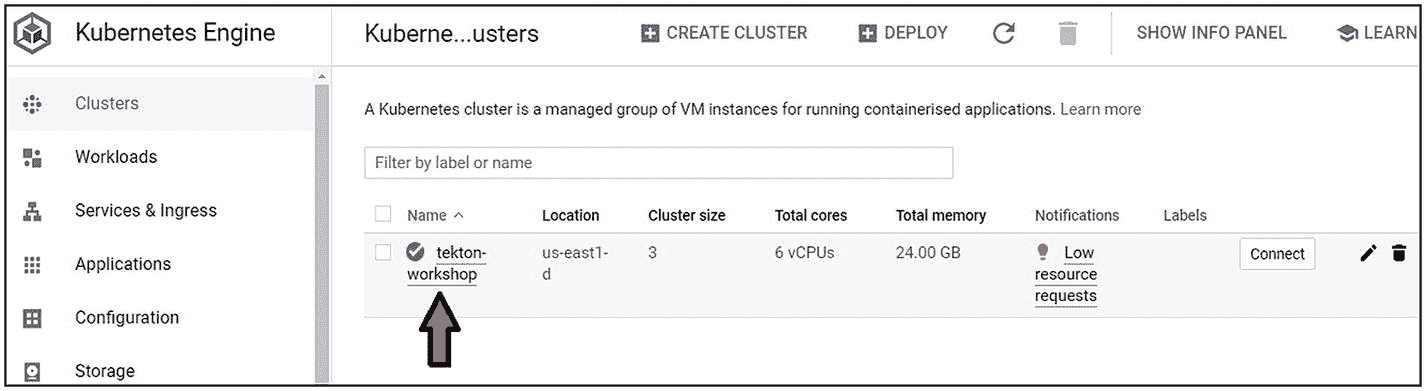 Kubernetes Engine
Kuberne...usters
CREATE CLUSTER
DEPLOY
SHOW INFO PANEL
LEARN
Clusters
Workloads
Services & Ingress
Applications
Configuration
Storage
A Kubernetes cluster is a managed group of VM instances for running containerised applications. Learn more
Filter by label or name
Name Location Cluster size Total cores Total memory Notifications Labels
tekton-
workshop
us-east1-
d
3
6 vCPUs
24.00 GB
Low
resource
requests
Connect